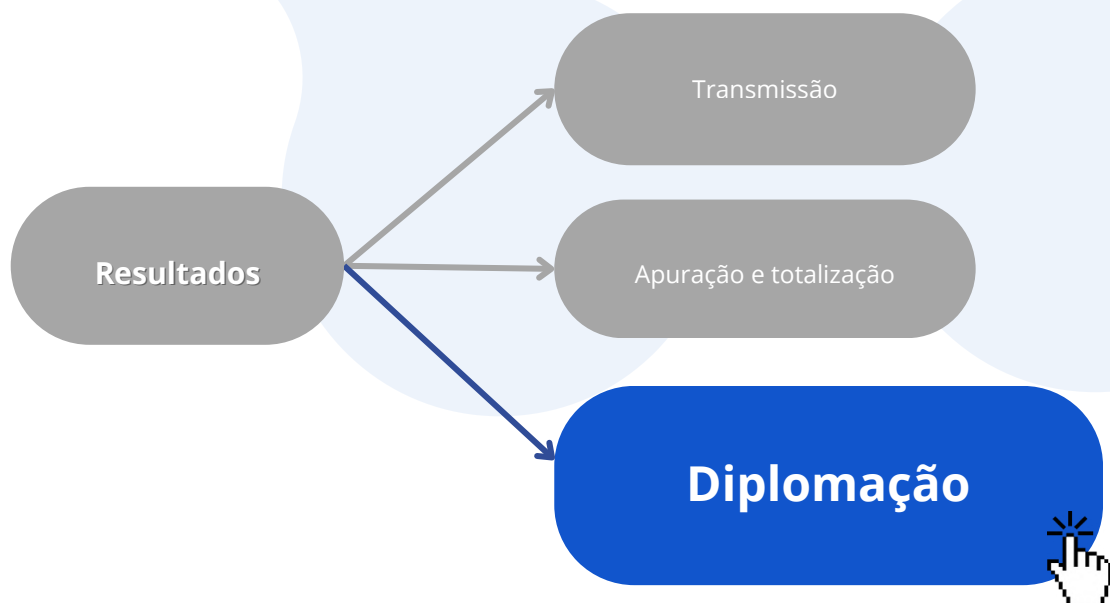 Transmissão
Resultados
Apuração e totalização
Diplomação